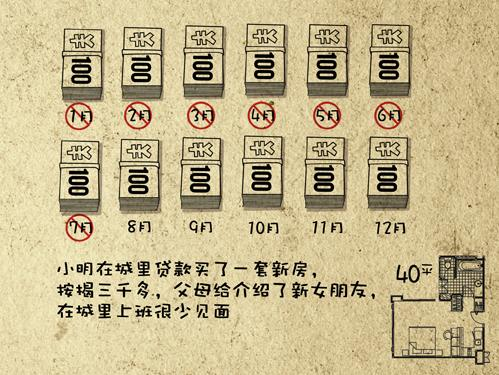 100 100 100 100 100 100
1月 2月 3月 4月 5月 6月
100 100 100 100 100 100
7月 8月 9月 10月 11月 12月
小明在城里贷款买了一套新房，
按揭三千多，父母给介绍了新女朋友，
在城里上班很少见面
40平